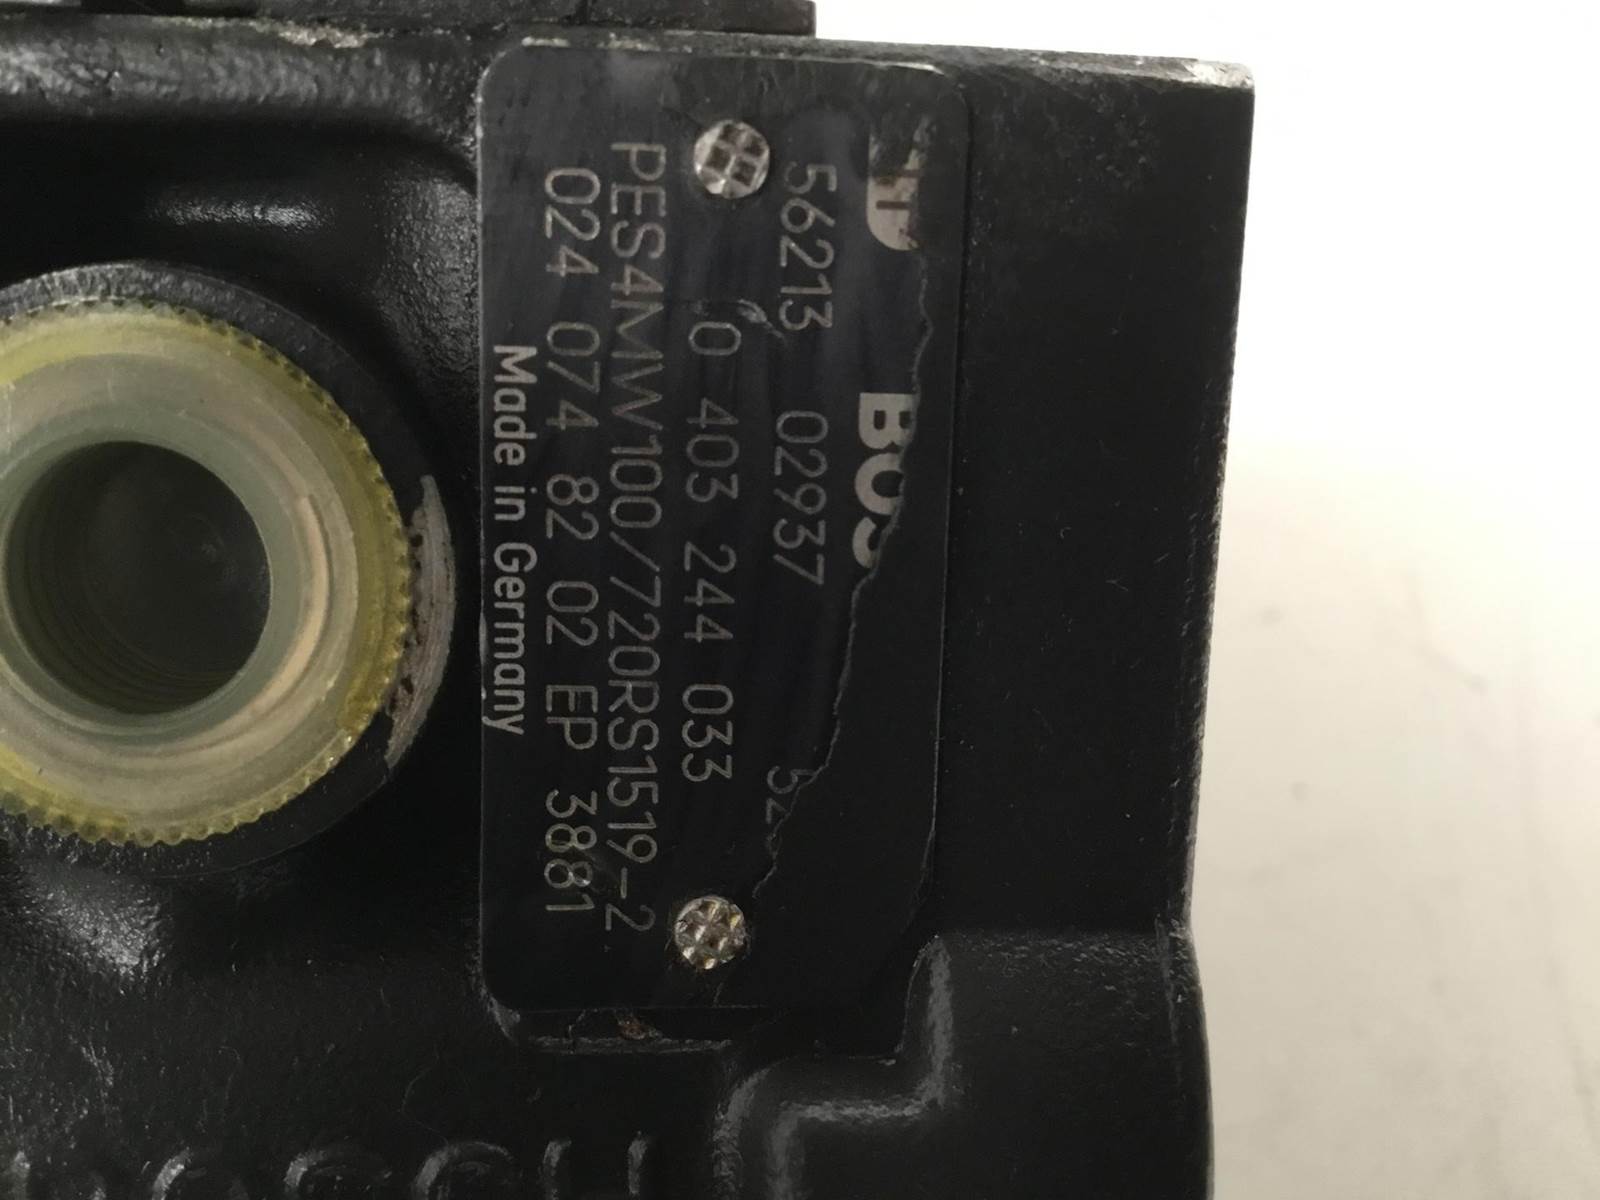 BOS
56213 02937 52
0 403 244 033
PES4MW100/720RS1519-2
024 074 82 02 EP 3881
Made in Germany